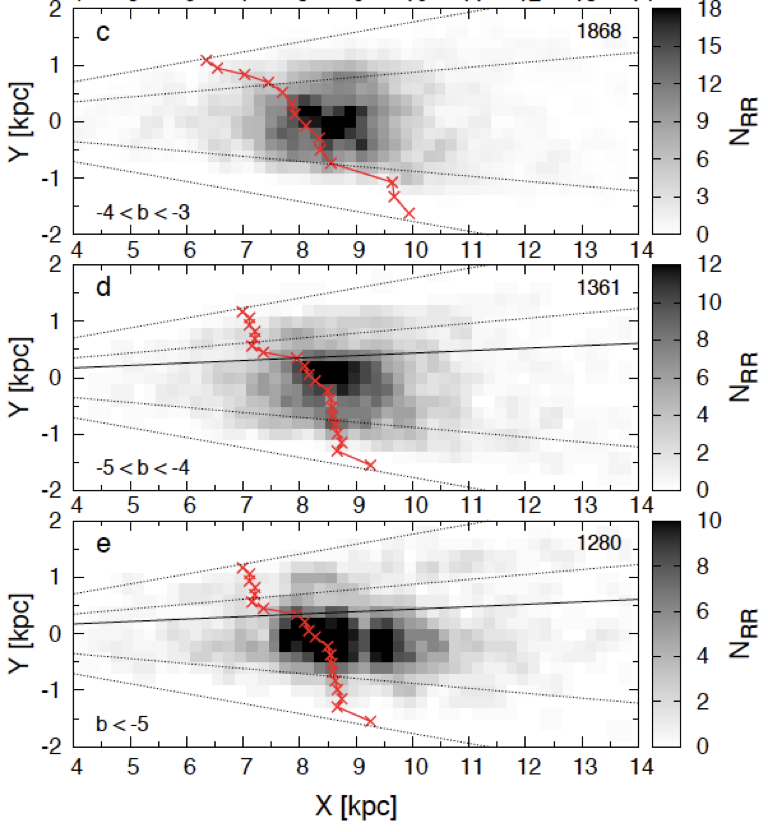 c
1868
2
1
0
-1
-2
Y [kpc]
-4 < b < -3
4 5 6 7 8 9 10 11 12 13 14
18
15
12
9
6
3
0
N_RR
d
1361
2
1
0
-1
-2
Y [kpc]
-5 < b < -4
4 5 6 7 8 9 10 11 12 13 14
12
10
8
6
4
2
0
N_RR
e
1280
2
1
0
-1
-2
Y [kpc]
b < -5
4 5 6 7 8 9 10 11 12 13 14
X [kpc]
10
8
6
4
2
0
N_RR